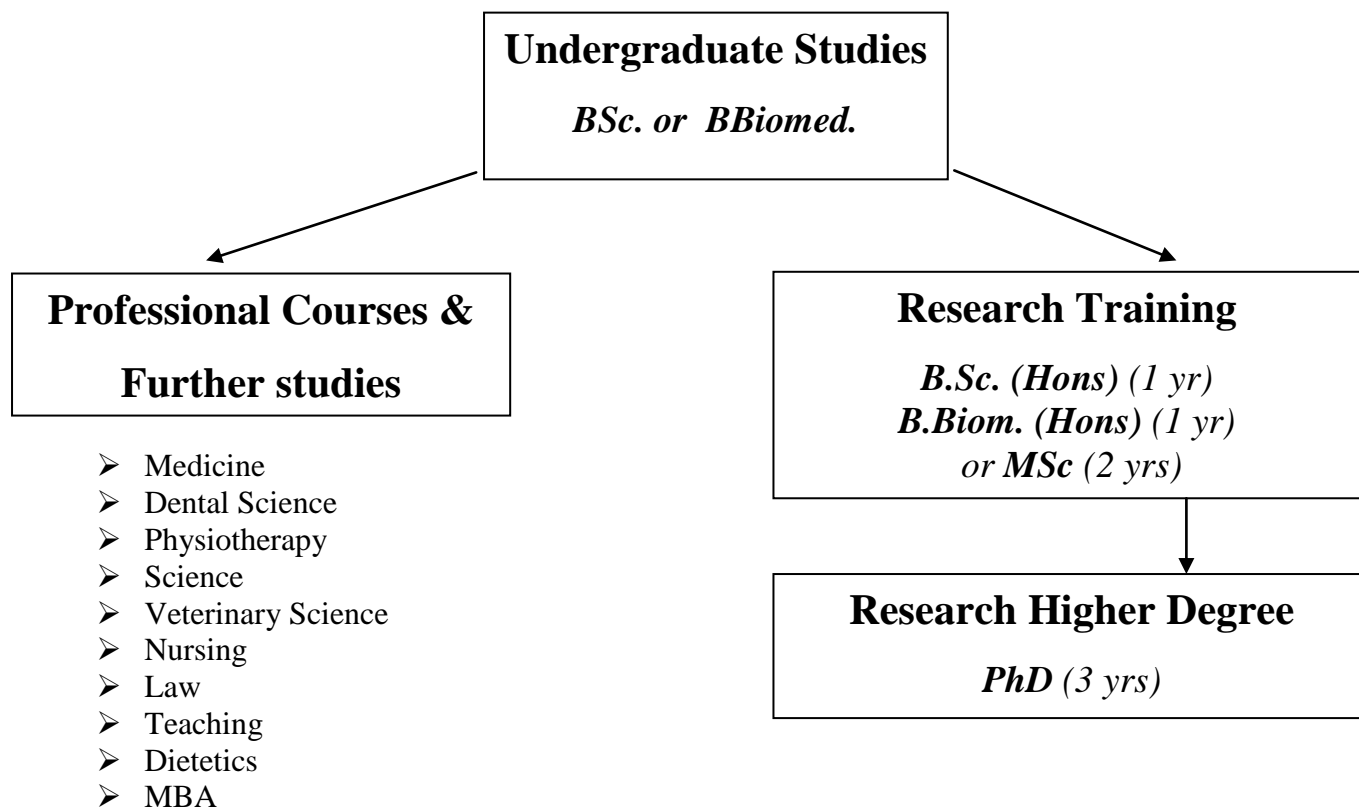 Undergraduate Studies
BSc. or BBiomed.
Professional Courses &
Further studies
➢ Medicine
➢ Dental Science
➢ Physiotherapy
➢ Science
➢ Veterinary Science
➢ Nursing
➢ Law
➢ Teaching
➢ Dietetics
➢ MBA
Research Training
B.Sc. (Hons) (1 yr)
B.Biom. (Hons) (1 yr)
or MSc (2 yrs)
Research Higher Degree
PhD (3 yrs)